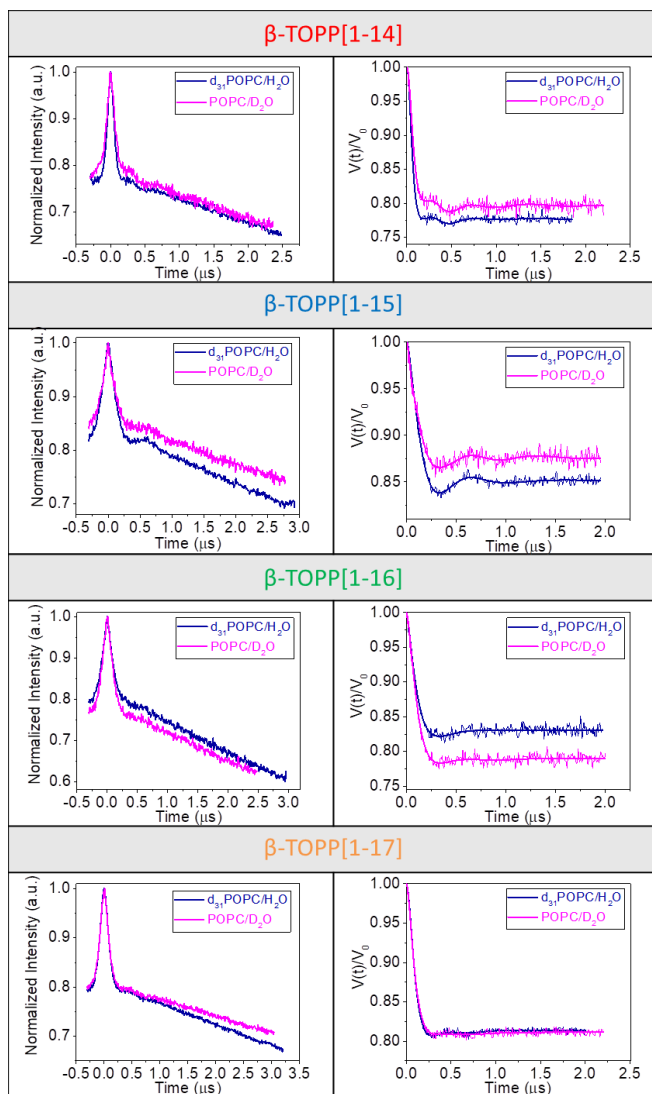 β-TOPP[1-14]
Normalized Intensity (a.u.)
1.0
0.9
0.8
0.7
-0.5 0.0 0.5 1.0 1.5 2.0 2.5
Time (μs)
d₃₁POPC/H₂O
POPC/D₂O
V(t)/V₀
1.00
0.95
0.90
0.85
0.80
0.75
0.0 0.5 1.0 1.5 2.0 2.5
Time (μs)
d₃₁POPC/H₂O
POPC/D₂O
β-TOPP[1-15]
Normalized Intensity (a.u.)
1.0
0.9
0.8
0.7
-0.5 0.0 0.5 1.0 1.5 2.0 2.5 3.0
Time (μs)
d₃₁POPC/H₂O
POPC/D₂O
V(t)/V₀
1.00
0.95
0.90
0.85
0.0 0.5 1.0 1.5 2.0
Time (μs)
d₃₁POPC/H₂O
POPC/D₂O
β-TOPP[1-16]
Normalized Intensity (a.u.)
1.0
0.9
0.8
0.7
0.6
-0.5 0.0 0.5 1.0 1.5 2.0 2.5 3.0
Time (μs)
d₃₁POPC/H₂O
POPC/D₂O
V(t)/V₀
1.00
0.95
0.90
0.85
0.80
0.75
0.0 0.5 1.0 1.5 2.0
Time (μs)
d₃₁POPC/H₂O
POPC/D₂O
β-TOPP[1-17]
Normalized Intensity (a.u.)
1.0
0.9
0.8
0.7
-0.5 0.0 0.5 1.0 1.5 2.0 2.5 3.0 3.5
Time (μs)
d₃₁POPC/H₂O
POPC/D₂O
V(t)/V₀
1.00
0.95
0.90
0.85
0.80
0.0 0.5 1.0 1.5 2.0 2.5
Time (μs)
d₃₁POPC/H₂O
POPC/D₂O